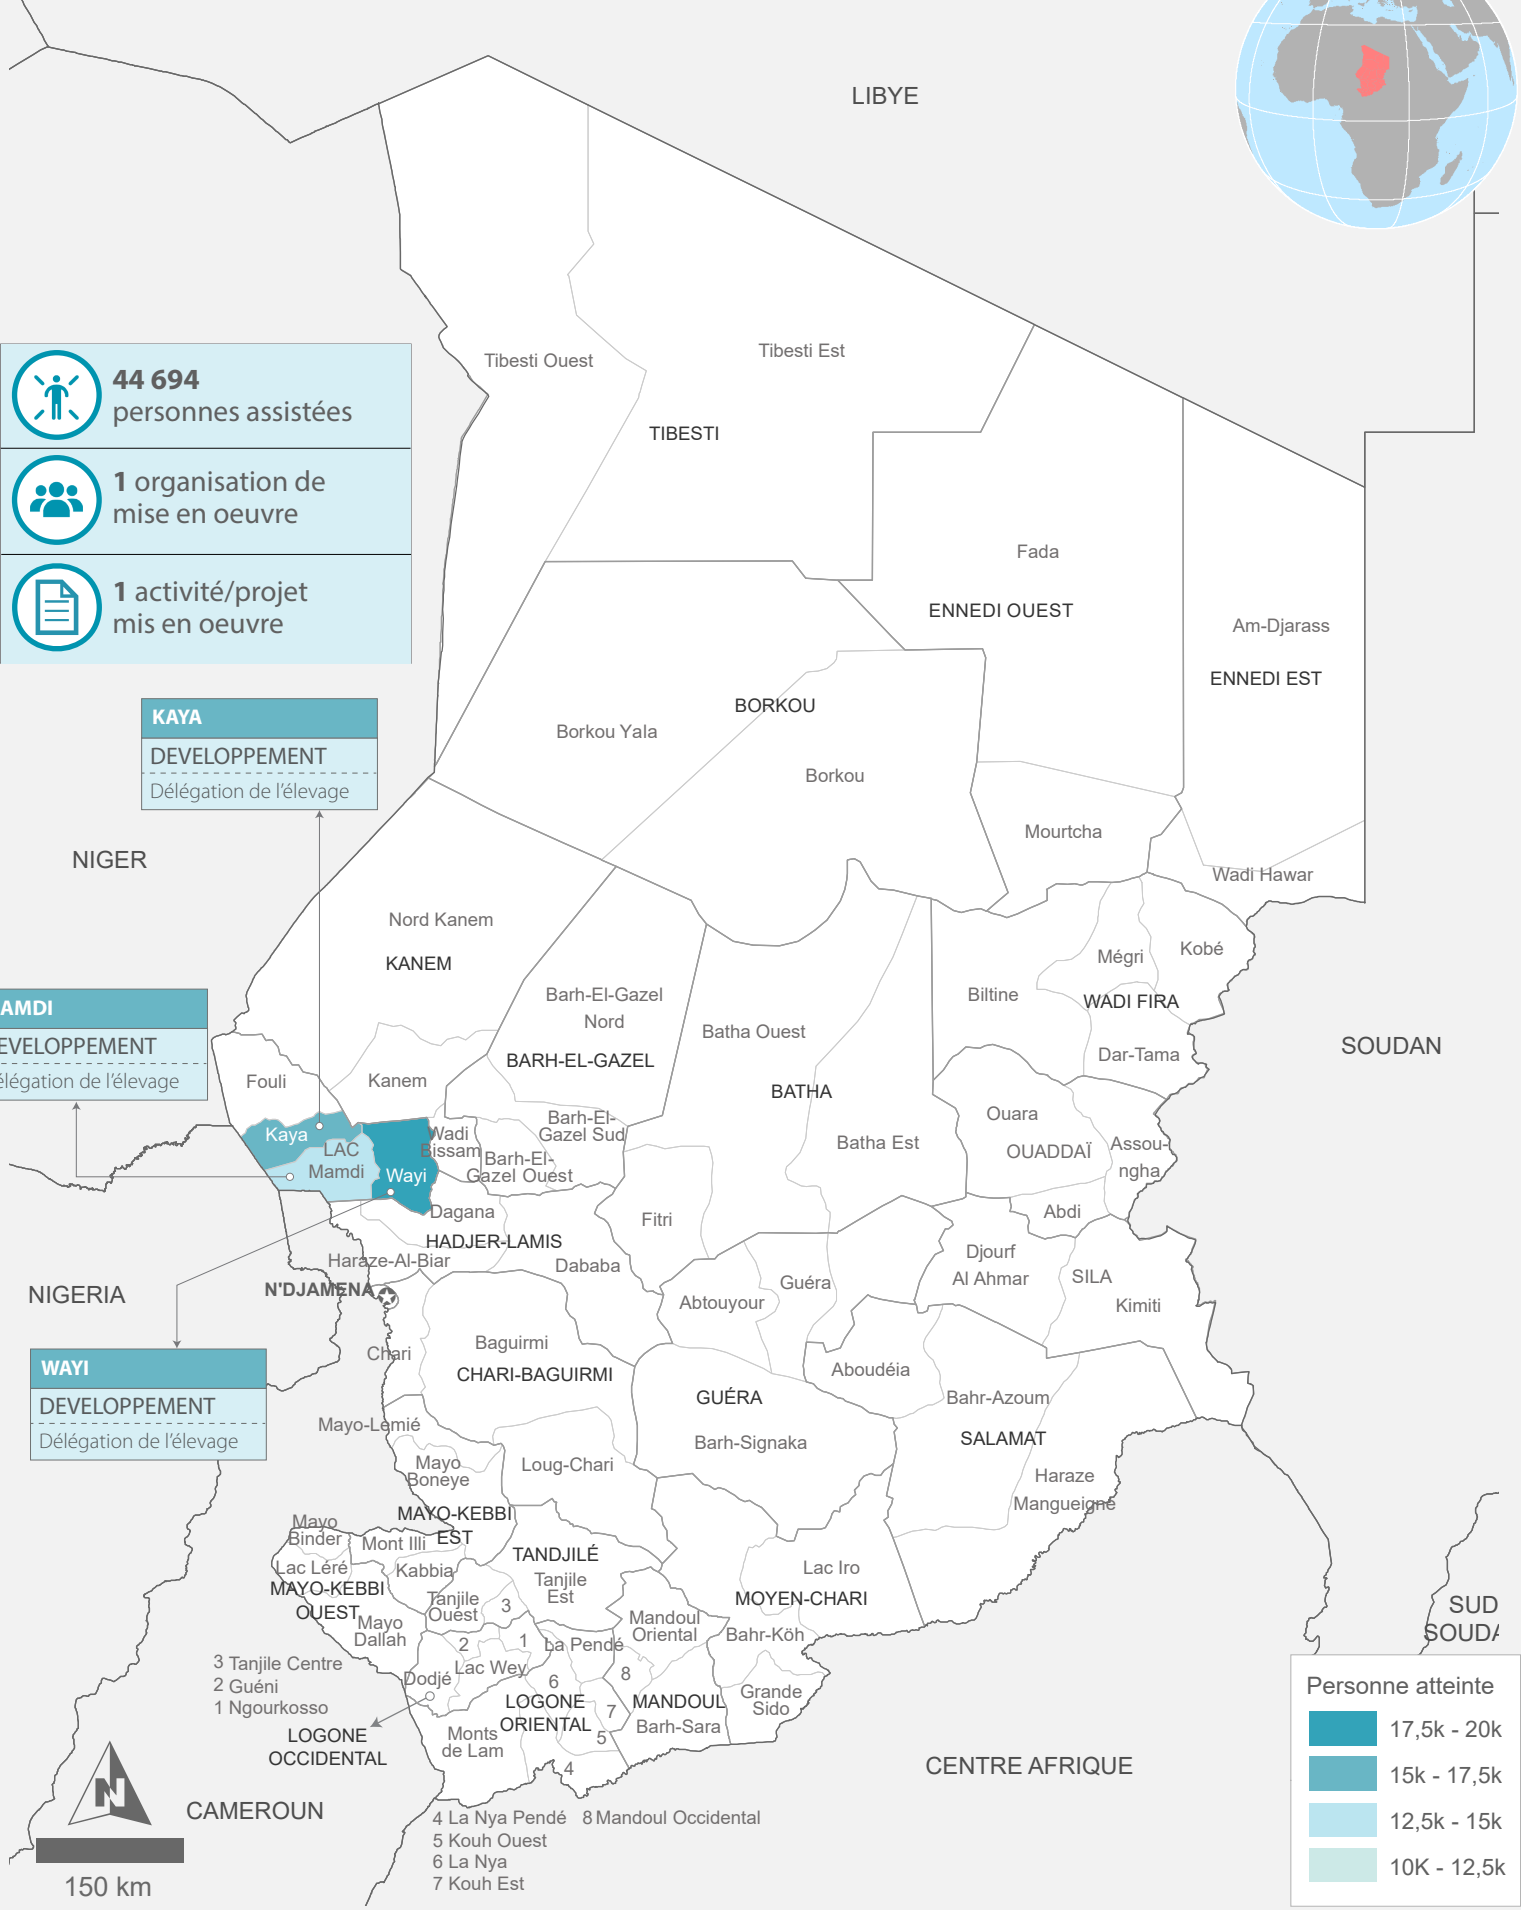 LIBYE
44 694
personnes assistées
1 organisation de
mise en oeuvre
1 activité/projet
mis en oeuvre
Tibesti Ouest
Tibesti Est
TIBESTI
Fada
ENNEDI OUEST
Am-Djarass
ENNEDI EST
BORKOU
Borkou Yala
Borkou
Mourtcha
Wadi Hawar
KAYA
DEVELOPPEMENT
Délégation de l'élevage
NIGER
Nord Kanem
KANEM
Mégri
Kobé
Biltine
WADI FIRA
Dar-Tama
Barh-El-Gazel
Nord
BARH-EL-GAZEL
Batha Ouest
BATHA
Batha Est
SOUDAN
AMDI
EVELOPPEMENT
élégation de l'élevage
Fouli
Kanem
Kaya
LAC
Mamdi
Wayi
Wadi
Bissam
Barh-El-
Gazel Sud
Barh-El-
Gazel Ouest
Ouara
OUADDAÏ
Assou-
ngha
Abdi
Dagana
HADJER-LAMIS
Haraze-Al-Biar
Dababa
Fitri
Djourf
Al Ahmar
SILA
Kimiti
NIGERIA
N'DJAMENA
Abtouyour
Guéra
Chari
Baguirmi
CHARI-BAGUIRMI
GUÉRA
Aboudéia
Bahr-Azoum
SALAMAT
Barh-Signaka
Haraze
Mangueigne
WAYI
DEVELOPPEMENT
Délégation de l'élevage
Mayo-Lemié
Mayo
Boneye
Loug-Chari
MAYO-KEBBI
EST
Mayo
Binder
Mont Illi
Lac Léré
Kabbia
MAYO-KEBBI
OUEST
Mayo
Dallah
TANDJILÉ
Tanjile
Est
Tanjile
Ouest
3
Lac Iro
MOYEN-CHARI
Mandoul
Oriental
Bahr-Köh
2
1
La Pendé
Dodjé
Lac Wey
6
8
LOGONE
ORIENTAL
7
5
MANDOUL
Barh-Sara
Grande
Sido
Monts
de Lam
4
3 Tanjile Centre
2 Guéni
1 Ngourkosso
LOGONE
OCCIDENTAL
CENTRE AFRIQUE
SUD
SOUDA
N
CAMEROUN
150 km
4 La Nya Pendé 8 Mandoul Occidental
5 Kouh Ouest
6 La Nya
7 Kouh Est
Personne atteinte
17,5k - 20k
15k - 17,5k
12,5k - 15k
10K - 12,5k